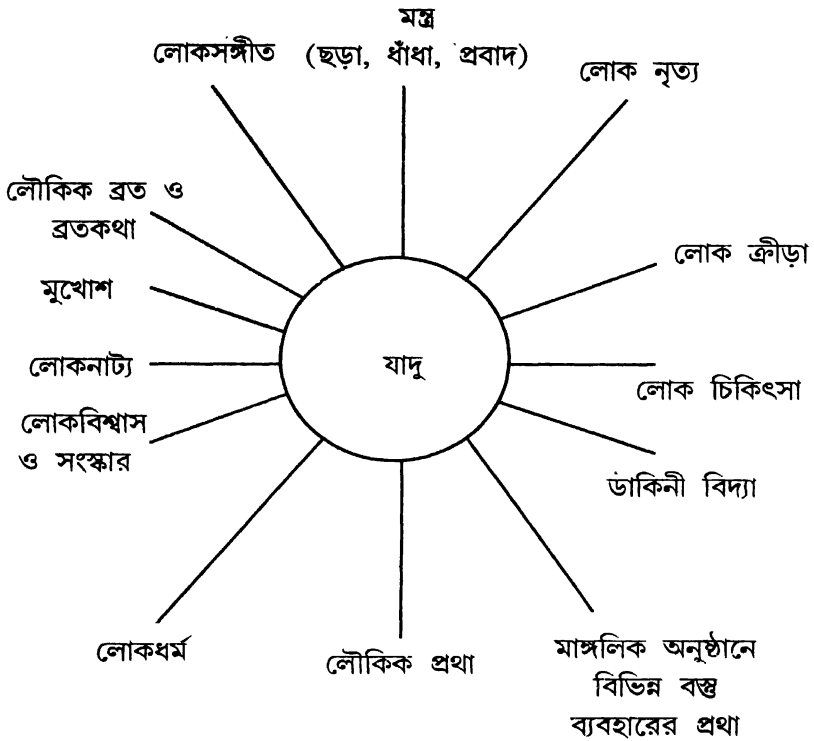 মন্ত্র
লোকসঙ্গীত (ছড়া, ধাঁধা, প্রবাদ)
লোক নৃত্য
লৌকিক ব্রত ও
ব্রতকথা
লোক ক্রীড়া
মুখোশ
যাদু
লোকনাট্য
লোক চিকিৎসা
লোকবিশ্বাস
ও সংস্কার
ডাকিনী বিদ্যা
লোকধর্ম
লৌকিক প্রথা
মাঙ্গলিক অনুষ্ঠানে
বিভিন্ন বস্তু
ব্যবহারের প্রথা